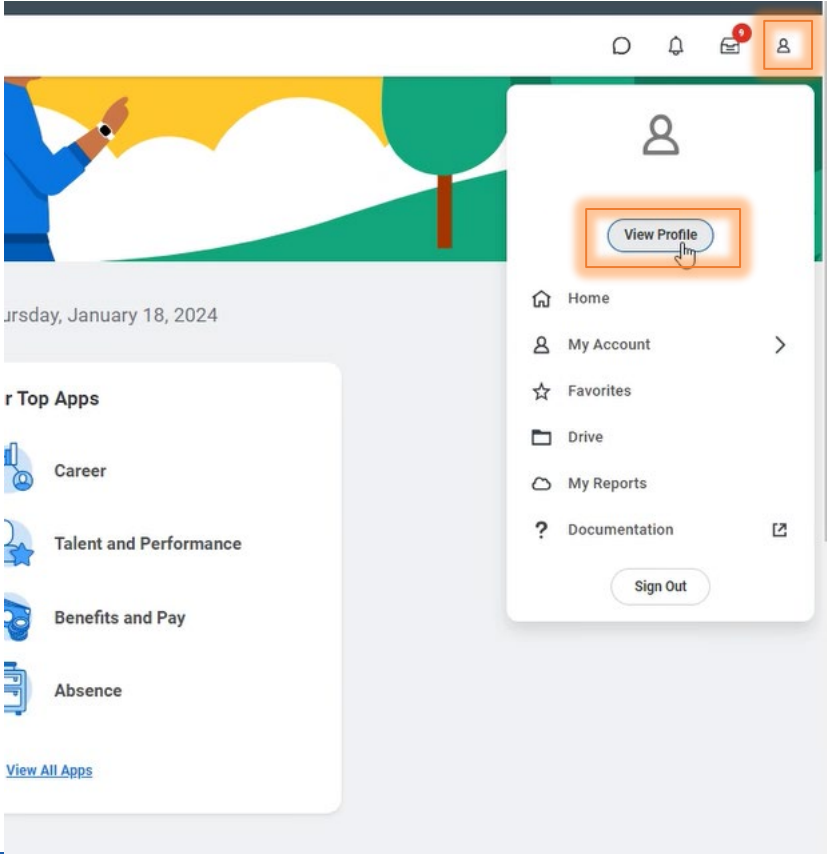 9
View Profile
Home
My Account
Favorites
Drive
My Reports
? Documentation
Sign Out
ursday, January 18, 2024
r Top Apps
Career
Talent and Performance
Benefits and Pay
Absence
View All Apps